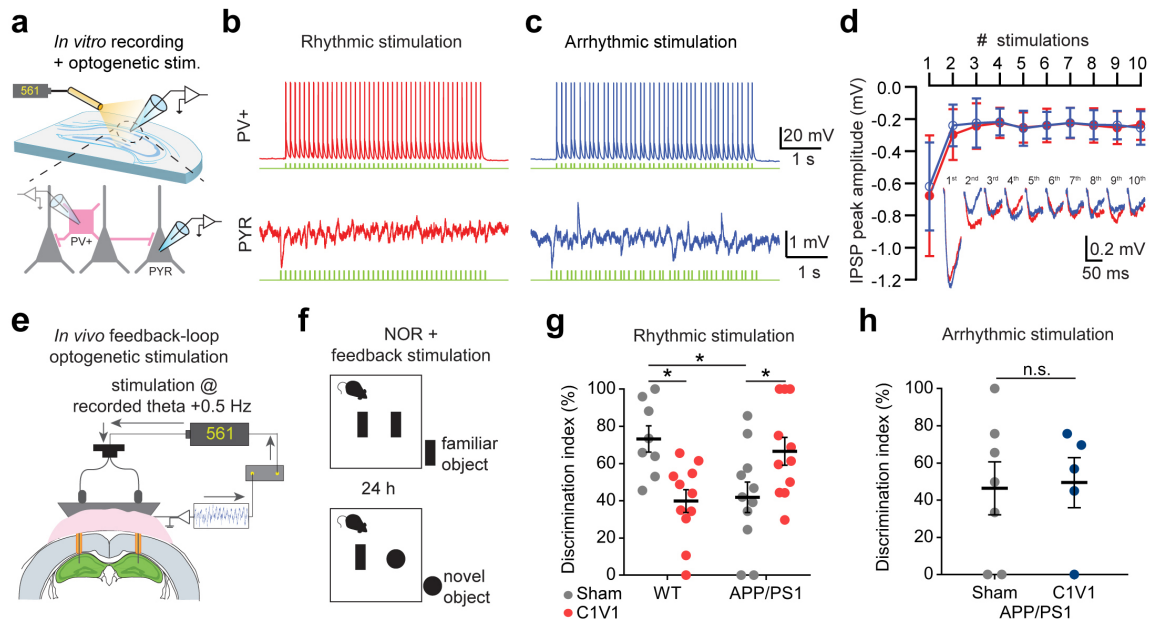 a
In vitro recording
+ optogenetic stim.
561
PV+
PYR
b
Rhythmic stimulation
PV+
20 mV
1 s
PYR
1 mV
1 s
c
Arrhythmic stimulation
d
# stimulations
1 2 3 4 5 6 7 8 9 10
IPSP peak amplitude (mV)
0.0
-0.2
-0.4
-0.6
-0.8
-1.0
-1.2
1st 2nd 3rd 4th 5th 6th 7th 8th 9th 10th
0.2 mV
50 ms
e
In vivo feedback-loop
optogenetic stimulation
stimulation @
recorded theta +0.5 Hz
561
f
NOR +
feedback stimulation
familiar
object
24 h
novel
object
g
Rhythmic stimulation
*
* *
Discrimination index (%)
100
80
60
40
20
0
Sham
C1V1
WT APP/PS1
h
Arrhythmic stimulation
n.s.
Discrimination index (%)
100
80
60
40
20
0
Sham C1V1
APP/PS1